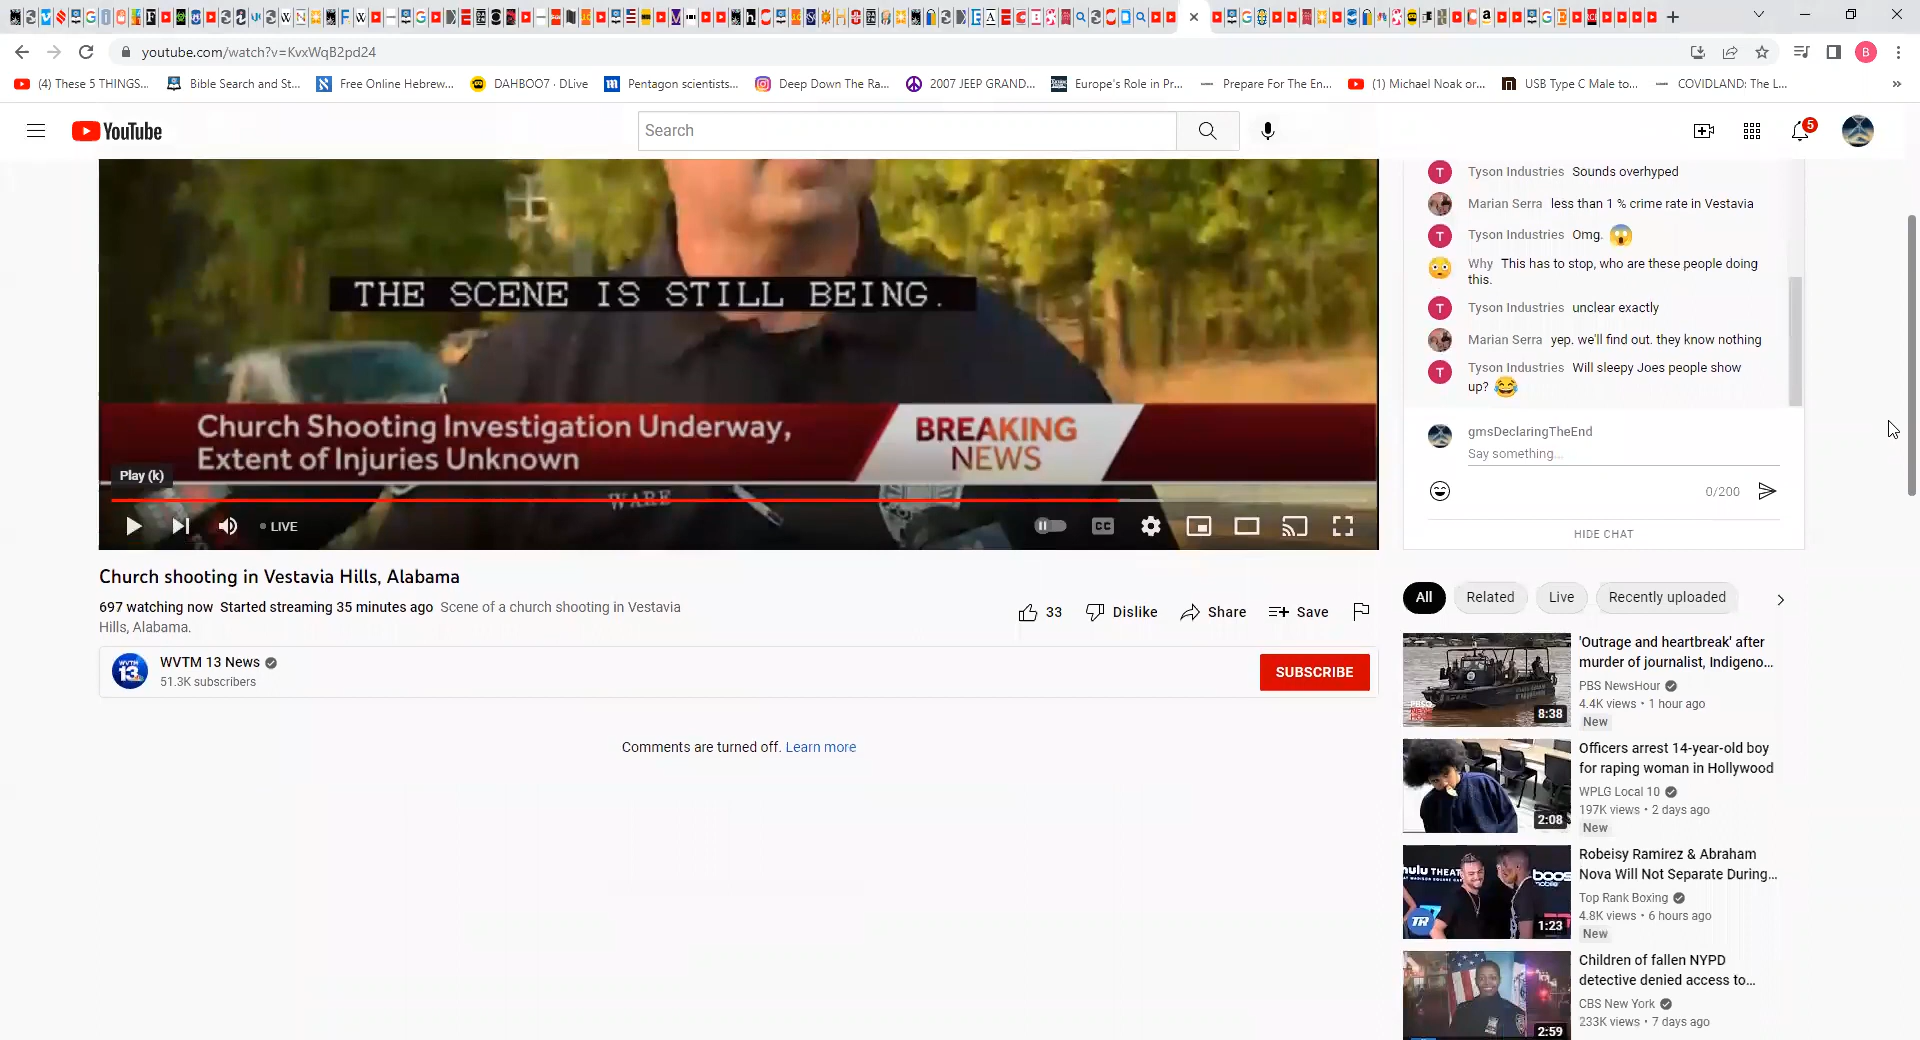 youtube.com/watch?v=KvxWqB2pd24
B
(4) These 5 THINGS...
Bible Search and St...
Free Online Hebrew...
DAHBOO7 · DLive
Pentagon scientists...
Deep Down The Ra...
2007 JEEP GRAND...
Europe's Role in Pr...
Prepare For The En...
(1) Michael Noak or...
USB Type C Male to...
COVIDLAND: The L...
YouTube
Search
5
THE SCENE IS STILL BEING.
Church Shooting Investigation Underway,
Extent of Injuries Unknown
BREAKING
NEWS
Play (k)
WARE
LIVE
CC
T Tyson Industries Sounds overhyped
Marian Serra less than 1 % crime rate in Vestavia
T Tyson Industries Omg. 😱
Why This has to stop, who are these people doing
this.
T Tyson Industries unclear exactly
Marian Serra yep. we'll find out. they know nothing
T Tyson Industries Will sleepy Joes people show
up? 😂
gmsDeclaringTheEnd
Say something...
0/200
HIDE CHAT
Church shooting in Vestavia Hills, Alabama
697 watching now Started streaming 35 minutes ago Scene of a church shooting in Vestavia
Hills, Alabama.
33 Dislike Share Save
WVTM 13
WVTM 13 News
51.3K subscribers
SUBSCRIBE
Comments are turned off. Learn more
All Related Live Recently uploaded
'Outrage and heartbreak' after
murder of journalist, Indigeno...
PBS NewsHour
4.4K views • 1 hour ago
New
8:38
Officers arrest 14-year-old boy
for raping woman in Hollywood
WPLG Local 10
197K views • 2 days ago
New
2:08
Robeisy Ramirez & Abraham
Nova Will Not Separate During...
Top Rank Boxing
4.8K views • 6 hours ago
New
hulu THEAT
TR
1:23
Children of fallen NYPD
detective denied access to...
CBS New York
233K views • 7 days ago
2:59